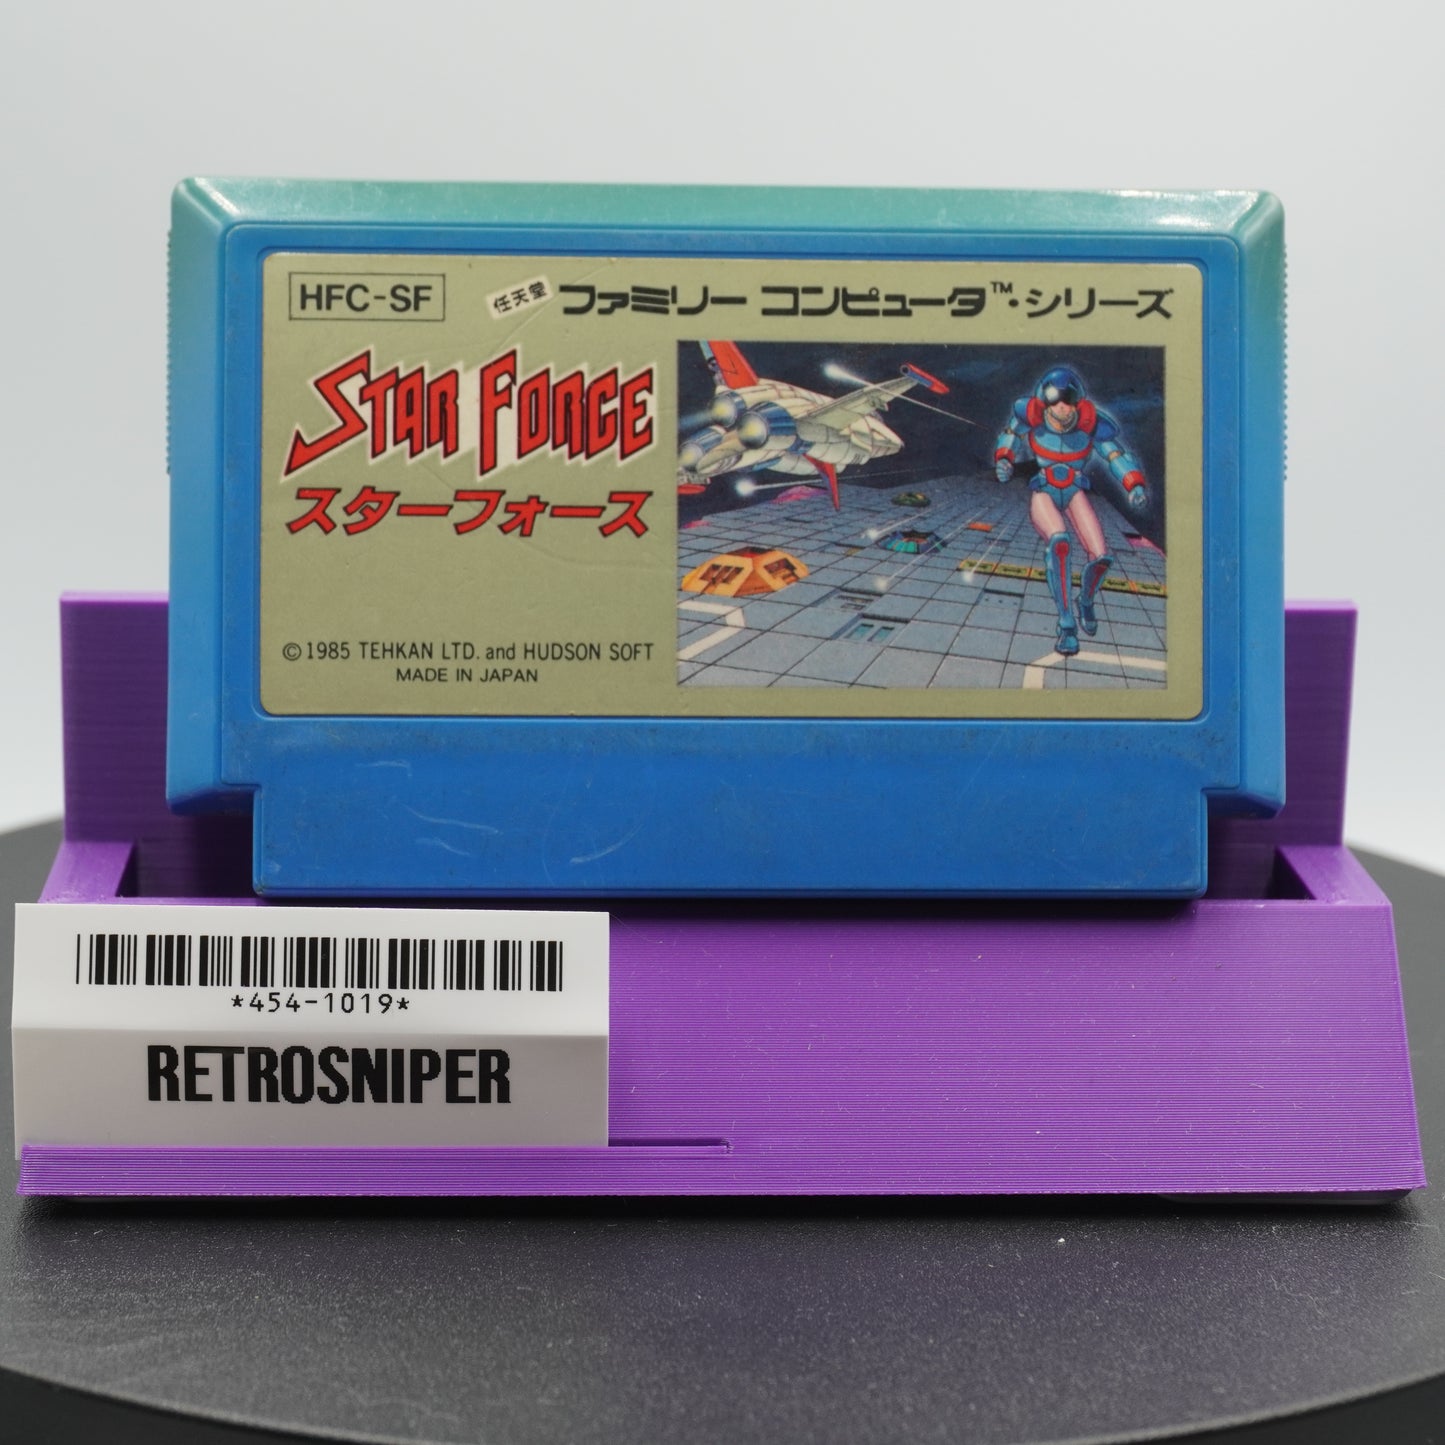 HFC-SF
任天堂 ファミリー コンピュータ™・シリーズ
STAR FORCE
スターフォース
©1985 TEHKAN LTD. and HUDSON SOFT
MADE IN JAPAN
*454-1019*
RETROSNIPER